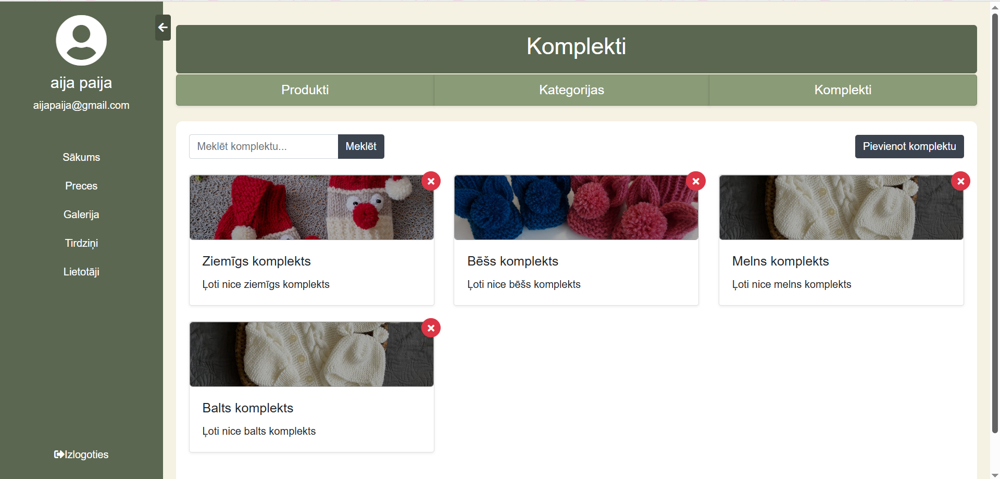 aija paija
aijapaija@gmail.com
Sākums
Preces
Galerija
Tirdziņi
Lietotāji
Izlogoties
Komplekti
Produkti
Kategorijas
Komplekti
Meklēt komplektu...
Meklēt
Pievienot komplektu
Ziemīgs komplekts
Ļoti nice ziemīgs komplekts
Bēšs komplekts
Ļoti nice bēšs komplekts
Melns komplekts
Ļoti nice melns komplekts
Balts komplekts
Ļoti nice balts komplekts